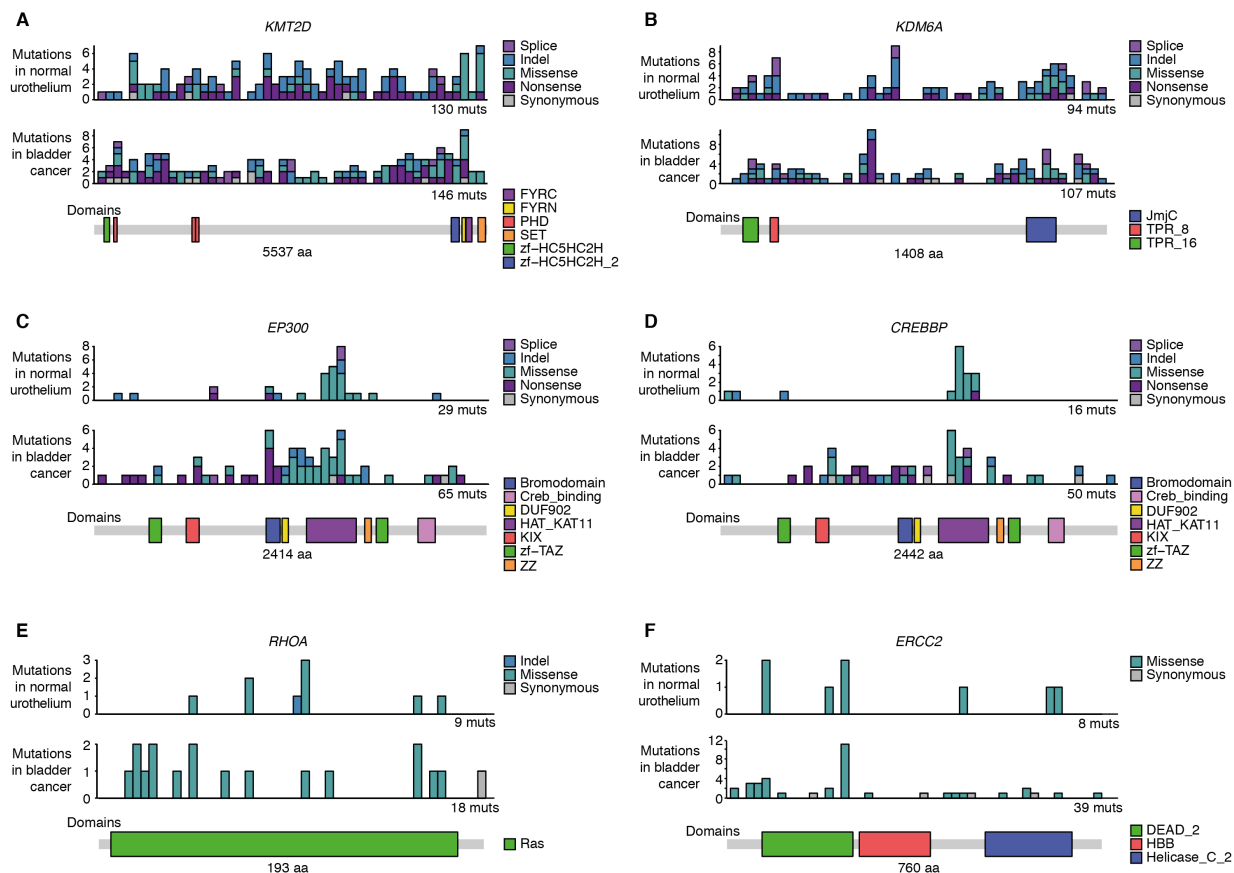 A
KMT2D
Mutations
in normal
urothelium
6
4
2
0
130 muts
Splice
Indel
Missense
Nonsense
Synonymous
Mutations
in bladder
cancer
8
6
4
2
0
146 muts
Domains
5537 aa
FYRC
FYRN
PHD
SET
zf−HC5HC2H
zf−HC5HC2H_2
B
KDM6A
Mutations
in normal
urothelium
8
6
4
2
0
94 muts
Splice
Indel
Missense
Nonsense
Synonymous
Mutations
in bladder
cancer
8
4
2
0
107 muts
Domains
1408 aa
JmjC
TPR_8
TPR_16
C
EP300
Mutations
in normal
urothelium
8
6
4
2
0
29 muts
Splice
Indel
Missense
Nonsense
Synonymous
Mutations
in bladder
cancer
6
4
2
0
65 muts
Domains
2414 aa
Bromodomain
Creb_binding
DUF902
HAT_KAT11
KIX
zf−TAZ
ZZ
D
CREBBP
Mutations
in normal
urothelium
6
4
2
0
16 muts
Splice
Indel
Missense
Nonsense
Synonymous
Mutations
in bladder
cancer
6
4
2
0
50 muts
Domains
2442 aa
Bromodomain
Creb_binding
DUF902
HAT_KAT11
KIX
zf−TAZ
ZZ
E
RHOA
Mutations
in normal
urothelium
3
2
1
0
9 muts
Indel
Missense
Synonymous
Mutations
in bladder
cancer
2
1
0
18 muts
Domains
193 aa
Ras
F
ERCC2
Mutations
in normal
urothelium
2
1
0
8 muts
Missense
Synonymous
Mutations
in bladder
cancer
12
8
4
2
0
39 muts
Domains
760 aa
DEAD_2
HBB
Helicase_C_2